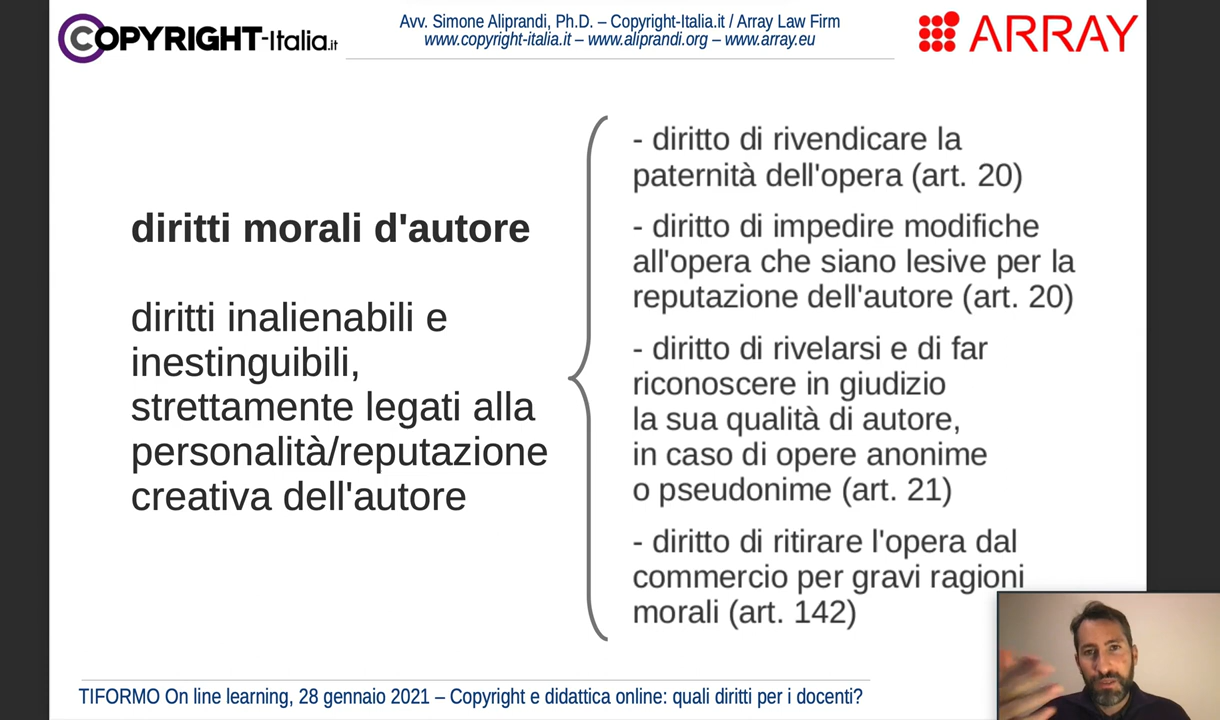 COPYRIGHT-Italia.it
Avv. Simone Aliprandi, Ph.D. – Copyright-Italia.it / Array Law Firm
www.copyright-italia.it – www.aliprandi.org – www.array.eu
ARRAY
diritti morali d'autore
diritti inalienabili e
inestinguibili,
strettamente legati alla
personalità/reputazione
creativa dell'autore
- diritto di rivendicare la
paternità dell'opera (art. 20)
- diritto di impedire modifiche
all'opera che siano lesive per la
reputazione dell'autore (art. 20)
- diritto di rivelarsi e di far
riconoscere in giudizio
la sua qualità di autore,
in caso di opere anonime
o pseudonime (art. 21)
- diritto di ritirare l'opera dal
commercio per gravi ragioni
morali (art. 142)
TIFORMO On line learning, 28 gennaio 2021 – Copyright e didattica online: quali diritti per i docenti?